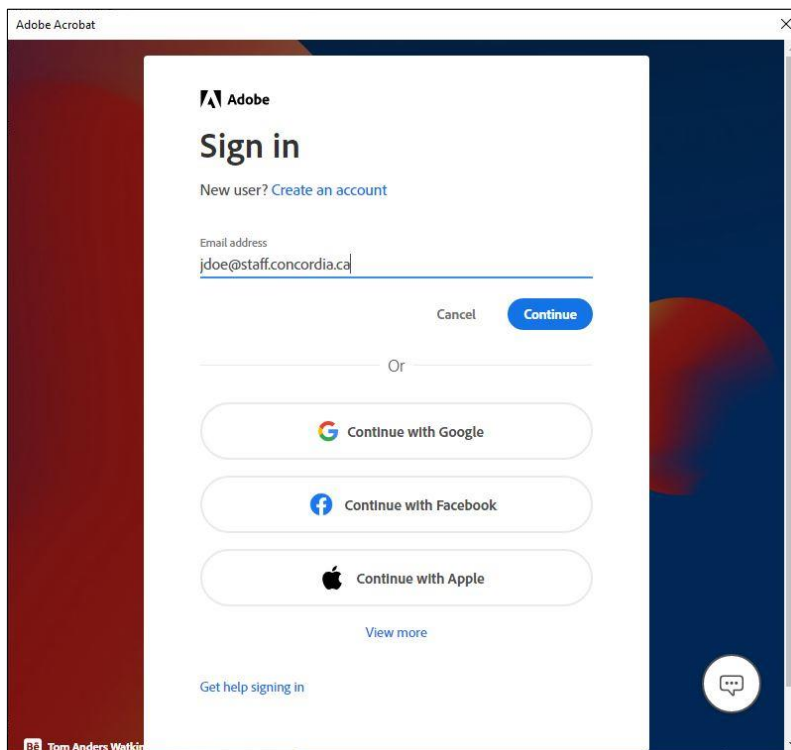 Adobe Acrobat
Adobe
Sign in
New user? Create an account
Email address
jdoe@staff.concordia.ca
Cancel Continue
Or
Continue with Google
Continue with Facebook
Continue with Apple
View more
Get help signing in
Bē Tom Anders